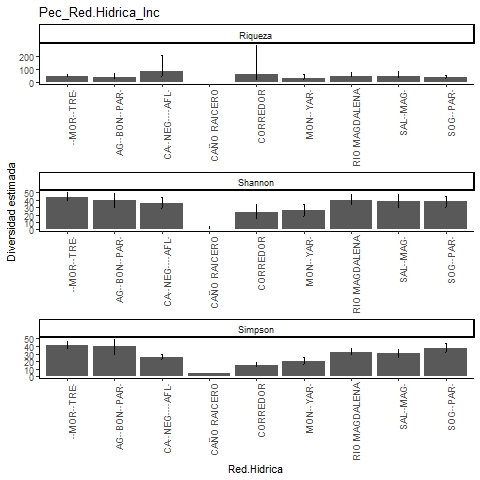 Pec_Red.Hidrica_Inc
Riqueza
200
100
0
--MOR--TRE-
AG--BON--PAR-
CA--NEG----AFL-
CAÑO RAICERO
CORREDOR
MON--YAR-
RIO MAGDALENA
SAL--MAG-
SOG--PAR-
Diversidad estimada
Shannon
50
40
30
20
10
0
--MOR--TRE-
AG--BON--PAR-
CA--NEG----AFL-
CAÑO RAICERO
CORREDOR
MON--YAR-
RIO MAGDALENA
SAL--MAG-
SOG--PAR-
Simpson
50
40
30
20
10
0
--MOR--TRE-
AG--BON--PAR-
CA--NEG----AFL-
CAÑO RAICERO
CORREDOR
MON--YAR-
RIO MAGDALENA
SAL--MAG-
SOG--PAR-
Red.Hidrica